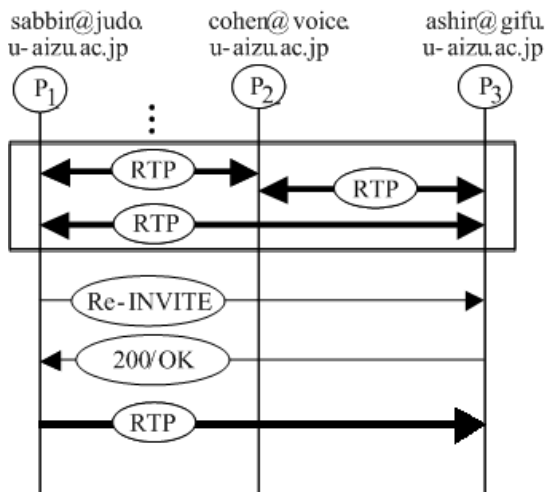 sabbir@judo. cohen@voice. ashir@gifu.
u-aizu.ac.jp u-aizu.ac.jp u-aizu.ac.jp
P1 P2 P3
RTP
RTP
RTP
Re-INVITE
200/OK
RTP